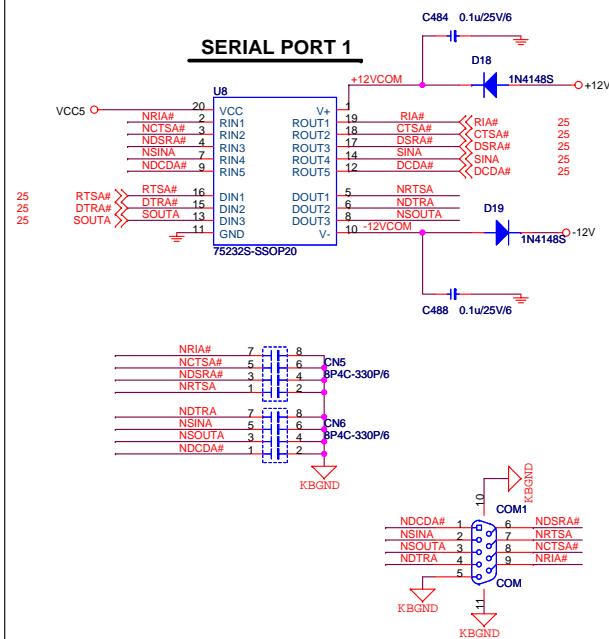 C484 0.1u/25V/6
SERIAL PORT 1
D18
+12VCOM 1N4148S +12V
U8
VCC5 20 VCC V+ 1
NRIA# 2 RIN1 ROUT1 19 RIA# RIA# 25
NCTSA# 3 RIN2 ROUT2 18 CTSA# CTSA# 25
NDSRA# 4 RIN3 ROUT3 17 DSRA# DSRA# 25
NSINA 7 RIN4 ROUT4 14 SINA SINA 25
NDCDA# 9 RIN5 ROUT5 12 DCDA# DCDA# 25
25 RTSA# RTSA# 16 DIN1 DOUT1 5 NRTSA
25 DTRA# DTRA# 15 DIN2 DOUT2 6 NDTRA
25 SOUTA SOUTA 13 DIN3 DOUT3 8 NSOUTA
11 GND V- 10 -12VCOM
D19
1N4148S -12V
75232S-SSOP20
C488 0.1u/25V/6
NRIA# 7 8
NCTSA# 5 6 CN5
NDSRA# 3 4 8P4C-330P/6
NRTSA 1 2
NDTRA 7 8
NSINA 5 6 CN6
NSOUTA 3 4 8P4C-330P/6
NDCDA# 1 2
KBGND
KBGND
10
COM1
NDCDA# 1 6 NDSRA#
NSINA 2 7 NRTSA
NSOUTA 3 8 NCTSA#
NDTRA 4 9 NRIA#
5 COM
KBGND
11
KBGND